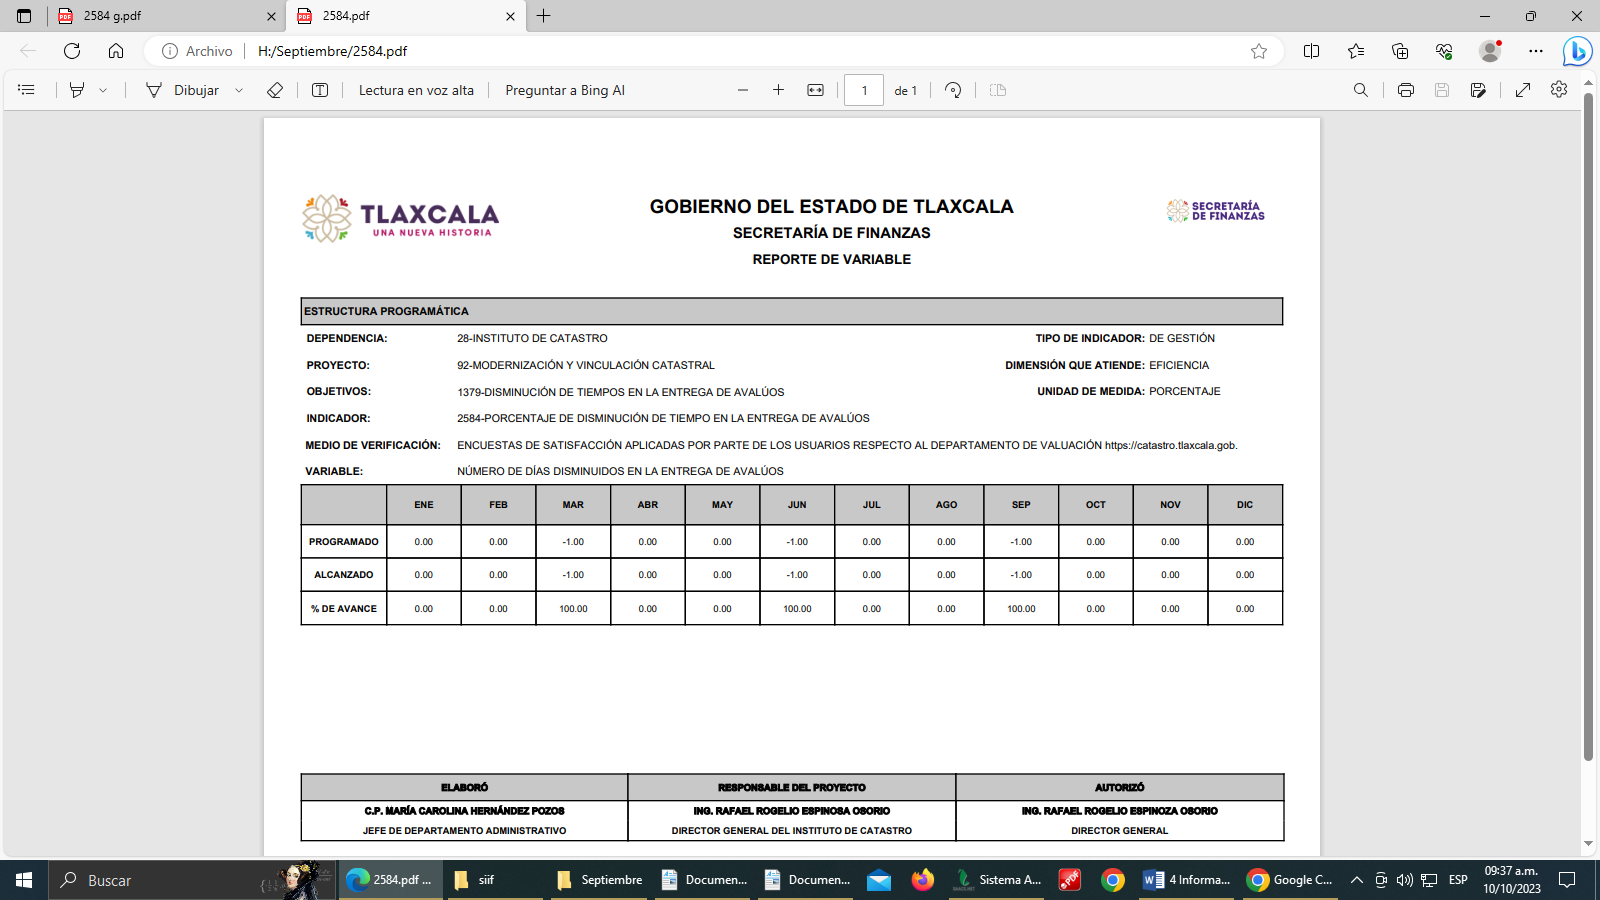 2584 g.pdf
2584.pdf
Archivo
H:/Septiembre/2584.pdf
Dibujar
Lectura en voz alta
Preguntar a Bing AI
1
de 1
TLAXCALA
UNA NUEVA HISTORIA
GOBIERNO DEL ESTADO DE TLAXCALA
SECRETARÍA DE FINANZAS
REPORTE DE VARIABLE
SECRETARÍA
DE FINANZAS
ESTRUCTURA PROGRAMÁTICA
DEPENDENCIA: 28-INSTITUTO DE CATASTRO TIPO DE INDICADOR: DE GESTIÓN
PROYECTO: 92-MODERNIZACIÓN Y VINCULACIÓN CATASTRAL DIMENSIÓN QUE ATIENDE: EFICIENCIA
OBJETIVOS: 1379-DISMINUCIÓN DE TIEMPOS EN LA ENTREGA DE AVALÚOS UNIDAD DE MEDIDA: PORCENTAJE
INDICADOR: 2584-PORCENTAJE DE DISMINUCIÓN DE TIEMPO EN LA ENTREGA DE AVALÚOS
MEDIO DE VERIFICACIÓN: ENCUESTAS DE SATISFACCIÓN APLICADAS POR PARTE DE LOS USUARIOS RESPECTO AL DEPARTAMENTO DE VALUACIÓN https://catastro.tlaxcala.gob.
VARIABLE: NÚMERO DE DÍAS DISMINUIDOS EN LA ENTREGA DE AVALÚOS
ENE FEB MAR ABR MAY JUN JUL AGO SEP OCT NOV DIC
PROGRAMADO 0.00 0.00 -1.00 0.00 0.00 -1.00 0.00 0.00 -1.00 0.00 0.00 0.00
ALCANZADO 0.00 0.00 -1.00 0.00 0.00 -1.00 0.00 0.00 -1.00 0.00 0.00 0.00
% DE AVANCE 0.00 0.00 100.00 0.00 0.00 100.00 0.00 0.00 100.00 0.00 0.00 0.00
ELABORÓ RESPONSABLE DEL PROYECTO AUTORIZÓ
C.P. MARÍA CAROLINA HERNÁNDEZ POZOS ING. RAFAEL ROGELIO ESPINOSA OSORIO ING. RAFAEL ROGELIO ESPINOZA OSORIO
JEFE DE DEPARTAMENTO ADMINISTRATIVO DIRECTOR GENERAL DEL INSTITUTO DE CATASTRO DIRECTOR GENERAL
Buscar
2584.pdf ...
siif
Septiembre
Documen...
Documen...
Sistema A...
4 Informa...
Google C...
ESP
09:37 a.m.
10/10/2023